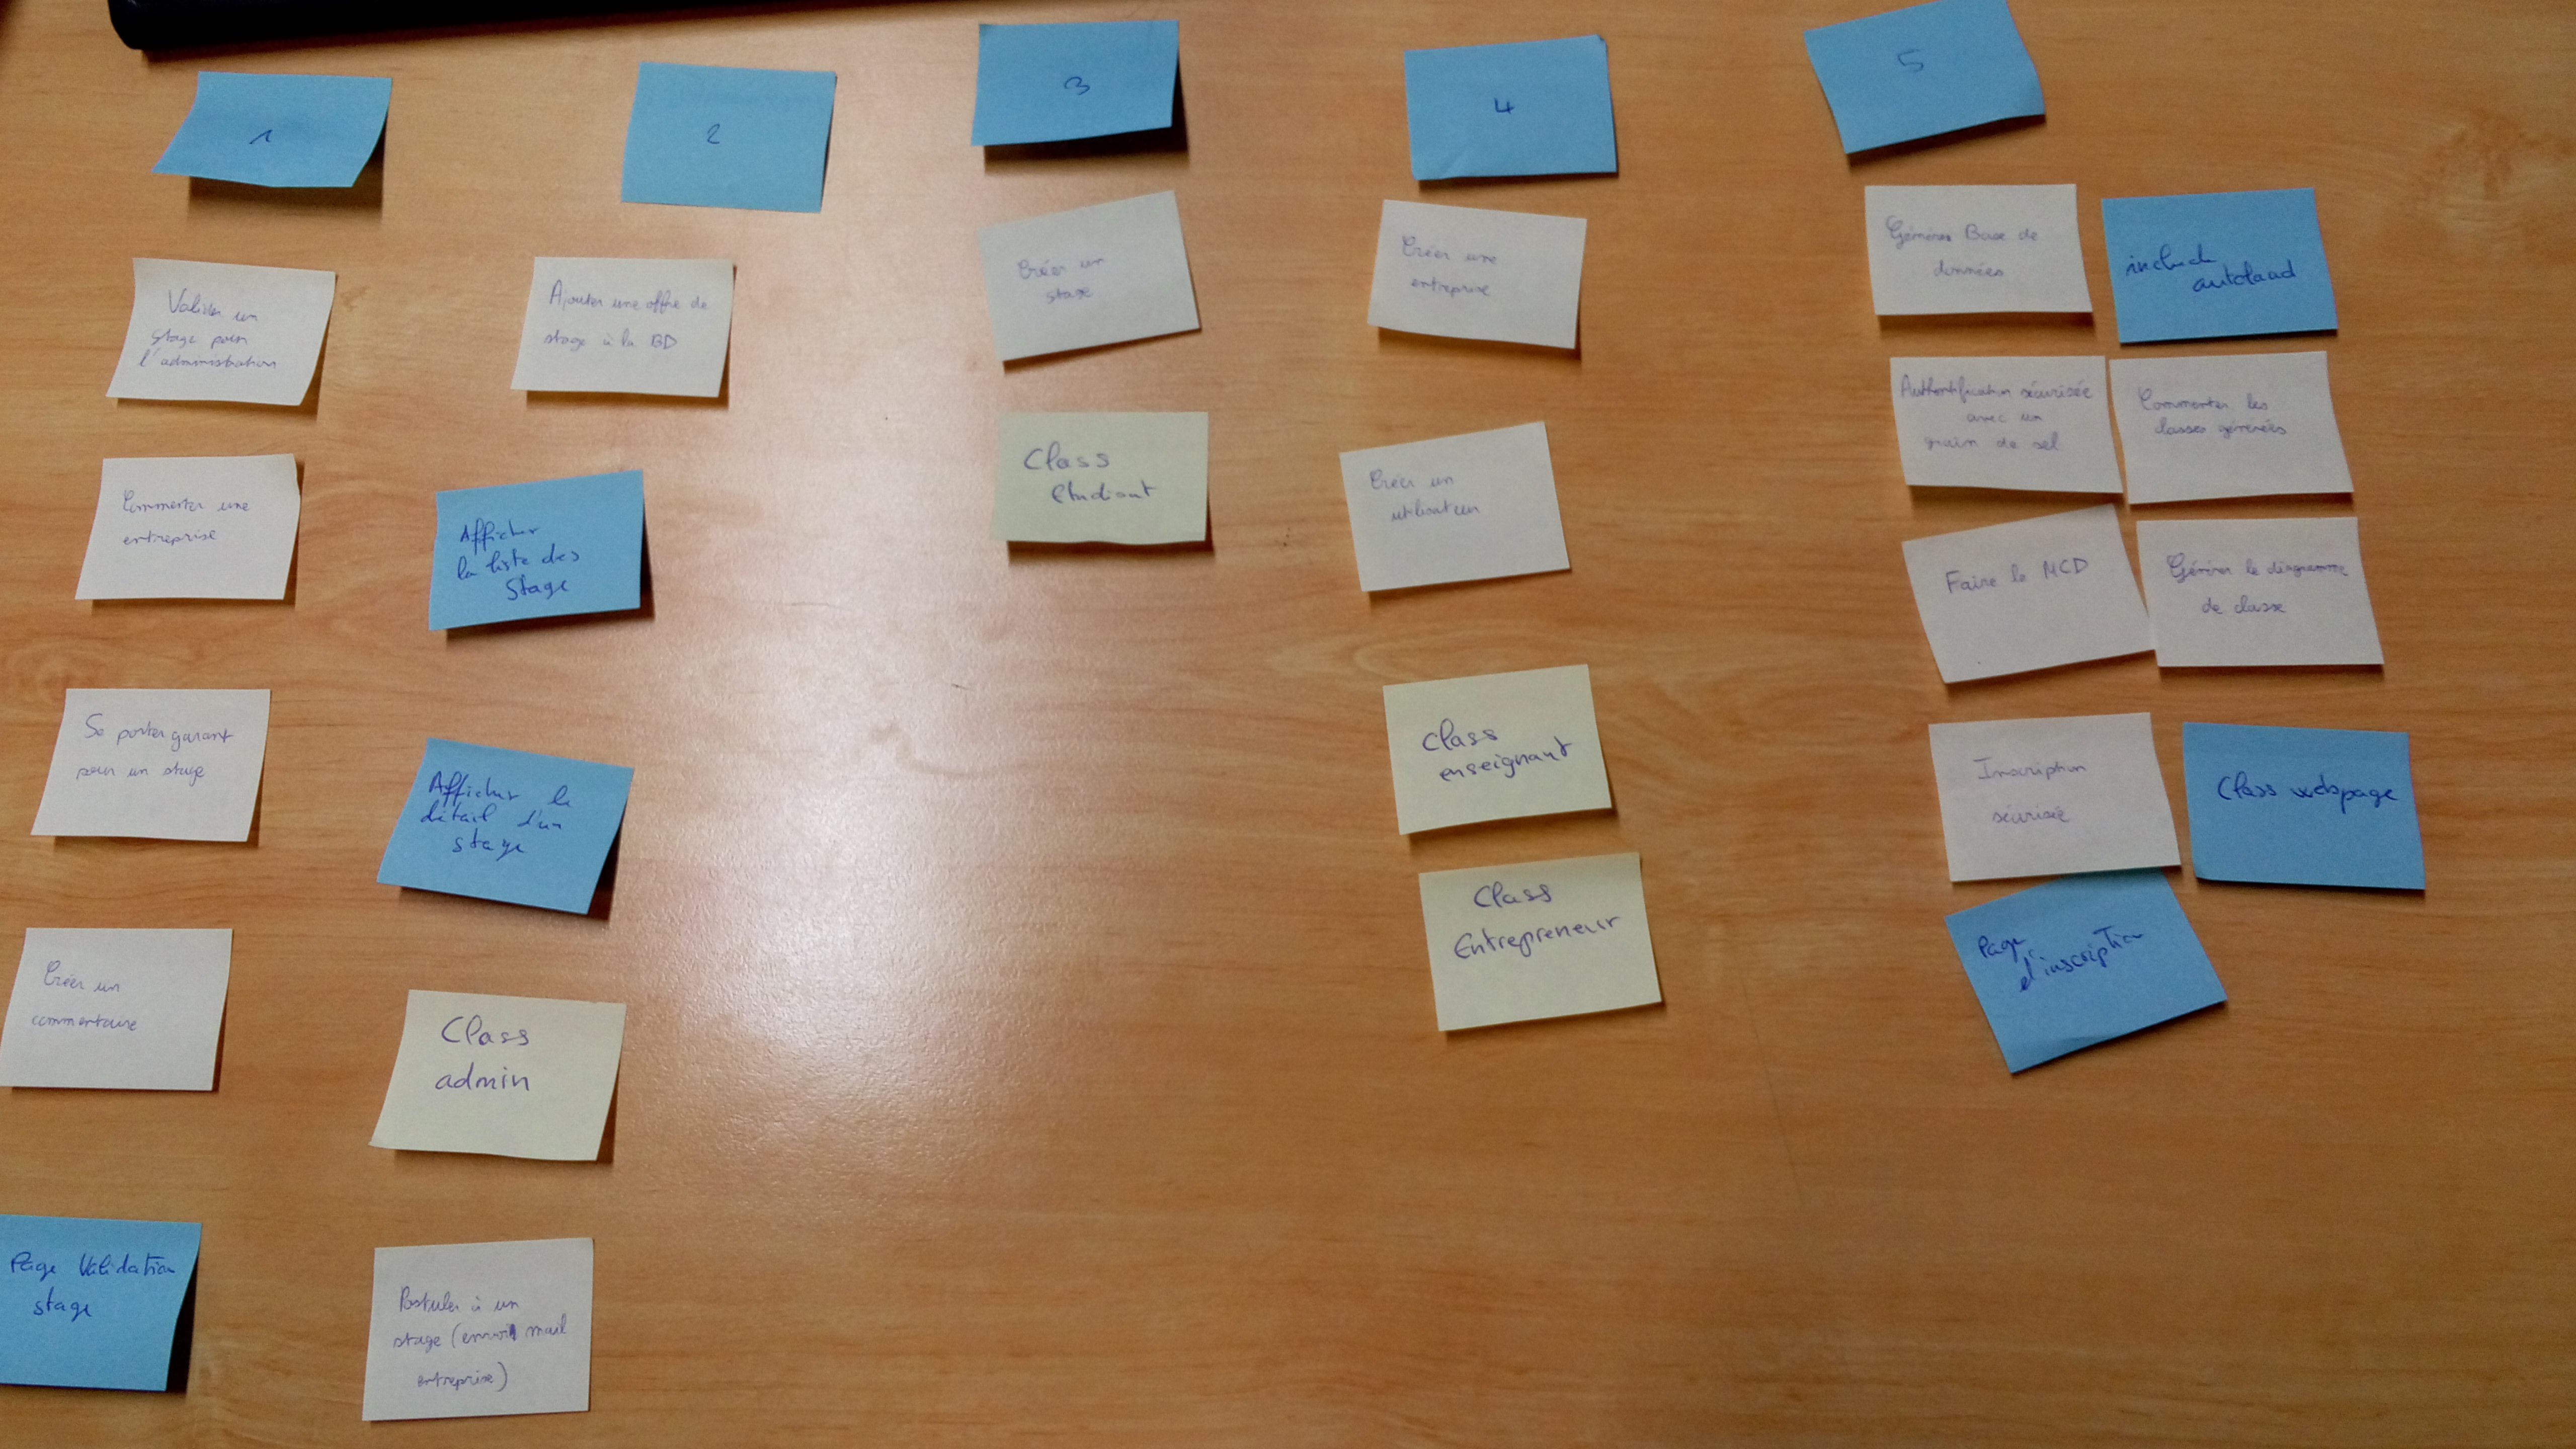 1
Valider un
stage pour
l'administration
Commenter une
entreprise
Se porter garant
pour un stage
Créer un
commentaire
Page Validation
stage
2
Ajouter une offre de
stage à la BD
Afficher
la liste des
stage
Afficher le
détail d'un
stage
Class
admin
Postuler à un
stage (envoi mail
entreprise)
3
Créer un
stage
Class
etudiant
4
Créer une
entreprise
Créer un
utilisateur
Class
enseignant
Class
Entrepreneur
5
Générer Base de
données
include
autoload
Authentification sécurisée
avec un
grain de sel
Commenter les
classes générées
Faire le MCD
Générer le diagramme
de classe
Inscription
sécurisée
Class webpage
Page
d'inscription